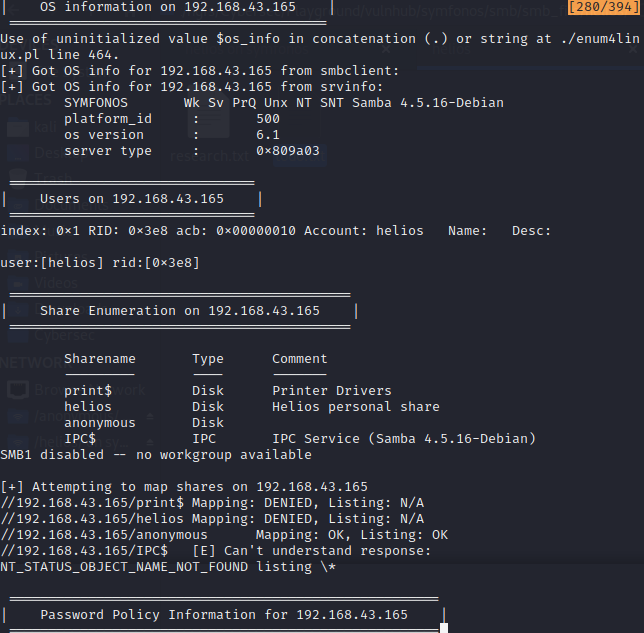 | OS information on 192.168.43.165 | [280/394]
Use of uninitialized value $os_info in concatenation (.) or string at ./enum4lin
ux.pl line 464.
[+] Got OS info for 192.168.43.165 from smbclient:
[+] Got OS info for 192.168.43.165 from srvinfo:
SYMFONOS Wk Sv PrQ Unx NT SNT Samba 4.5.16-Debian
platform_id : 500
os version : 6.1
server type : 0×809a03
| Users on 192.168.43.165 |
index: 0×1 RID: 0×3e8 acb: 0×00000010 Account: helios Name: Desc:
user:[helios] rid:[0×3e8]
| Share Enumeration on 192.168.43.165 |
Sharename Type Comment
print$ Disk Printer Drivers
helios Disk Helios personal share
anonymous Disk
IPC$ IPC IPC Service (Samba 4.5.16-Debian)
SMB1 disabled -- no workgroup available
[+] Attempting to map shares on 192.168.43.165
//192.168.43.165/print$ Mapping: DENIED, Listing: N/A
//192.168.43.165/helios Mapping: DENIED, Listing: N/A
//192.168.43.165/anonymous Mapping: OK, Listing: OK
//192.168.43.165/IPC$ [E] Can't understand response:
NT_STATUS_OBJECT_NAME_NOT_FOUND listing \*
| Password Policy Information for 192.168.43.165 |